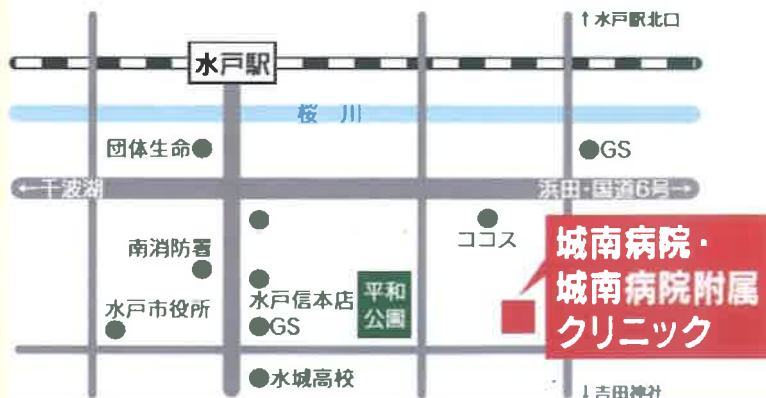 ↑水戸駅北口
水戸駅
桜川
団体生命
GS
←千波湖
浜田・国道6号→
ココス
南消防署
城南病院・
城南病院附属
クリニック
水戸信本店
平和
公園
水戸市役所
GS
水城高校
↓吉田神社